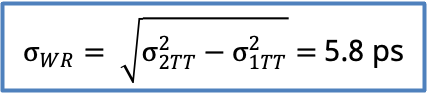 σ_WR = √(σ²_2TT − σ²_1TT) = 5.8 ps